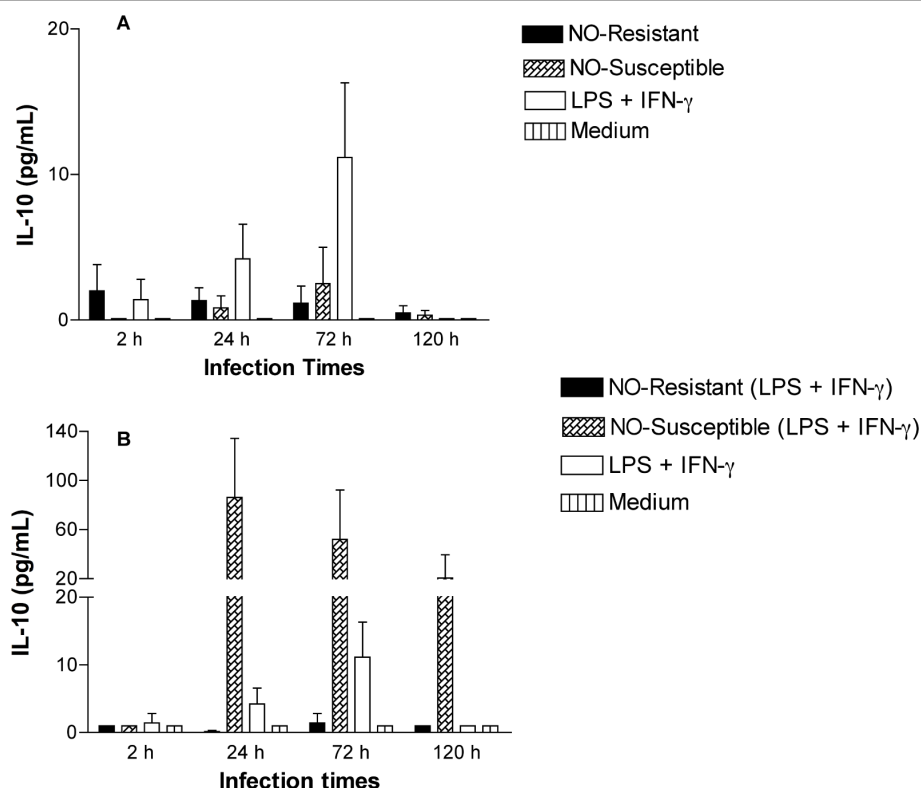 A
20
10
0
IL-10 (pg/mL)
2 h 24 h 72 h 120 h
Infection Times
NO-Resistant
NO-Susceptible
LPS + IFN-γ
Medium
B
140
100
60
20
20
10
0
IL-10 (pg/mL)
2 h 24 h 72 h 120 h
Infection times
NO-Resistant (LPS + IFN-γ)
NO-Susceptible (LPS + IFN-γ)
LPS + IFN-γ
Medium